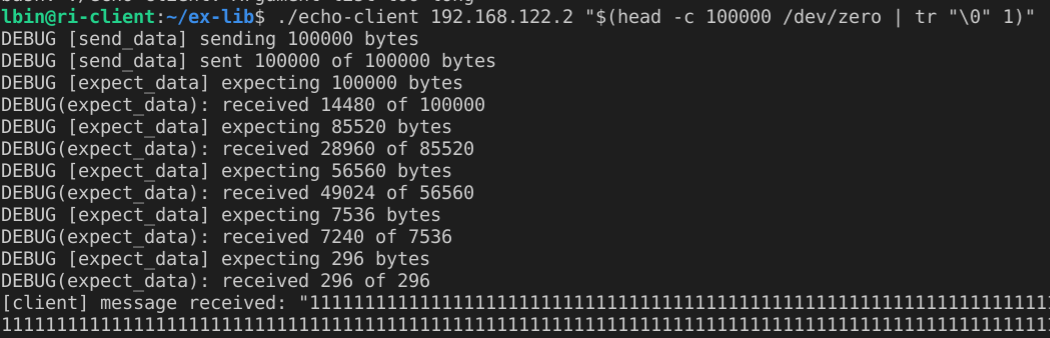 lbin@ri-client:~/ex-lib$ ./echo-client 192.168.122.2 "$(head -c 100000 /dev/zero | tr "\0" 1)"
DEBUG [send_data] sending 100000 bytes
DEBUG [send_data] sent 100000 of 100000 bytes
DEBUG [expect_data] expecting 100000 bytes
DEBUG(expect_data): received 14480 of 100000
DEBUG [expect_data] expecting 85520 bytes
DEBUG(expect_data): received 28960 of 85520
DEBUG [expect_data] expecting 56560 bytes
DEBUG(expect_data): received 49024 of 56560
DEBUG [expect_data] expecting 7536 bytes
DEBUG(expect_data): received 7240 of 7536
DEBUG [expect_data] expecting 296 bytes
DEBUG(expect_data): received 296 of 296
[client] message received: "11111111111111111111111111111111111111111111111111111111111111111111
111111111111111111111111111111111111111111111111111111111111111111111111111111111111111111111111